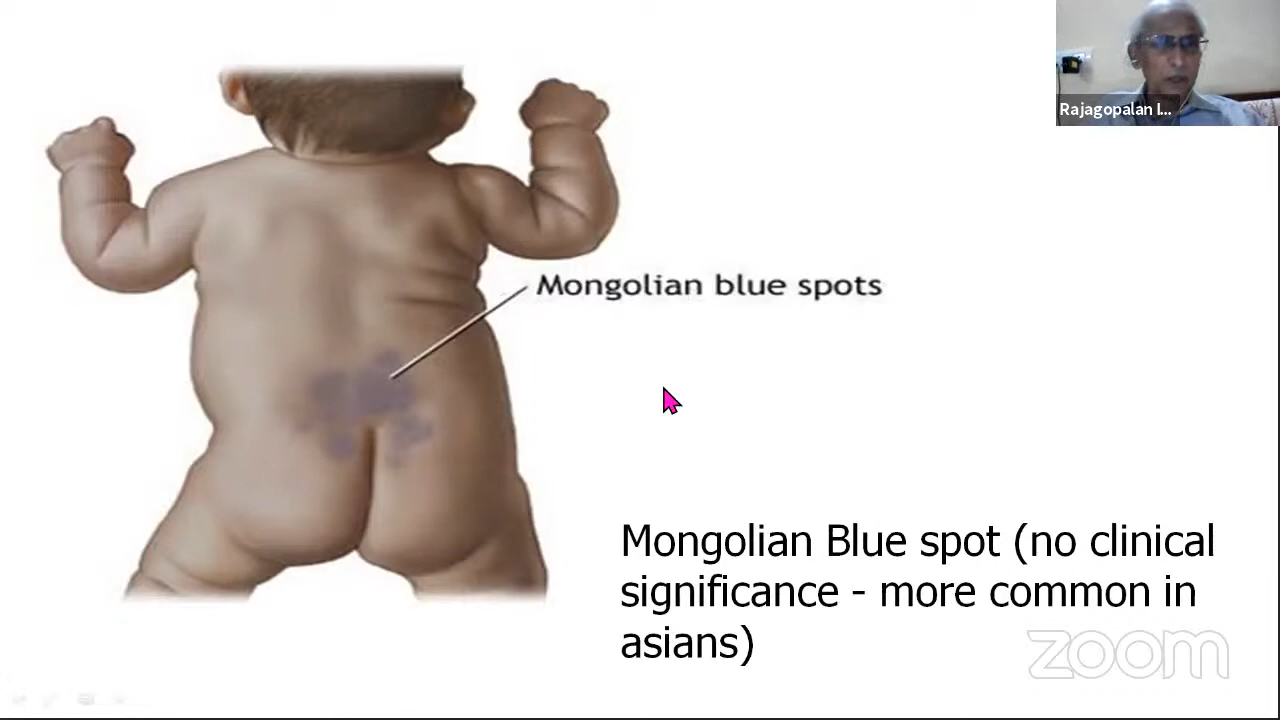 Rajagopalan I...
Mongolian blue spots
Mongolian Blue spot (no clinical
significance - more common in
asians)
zoom